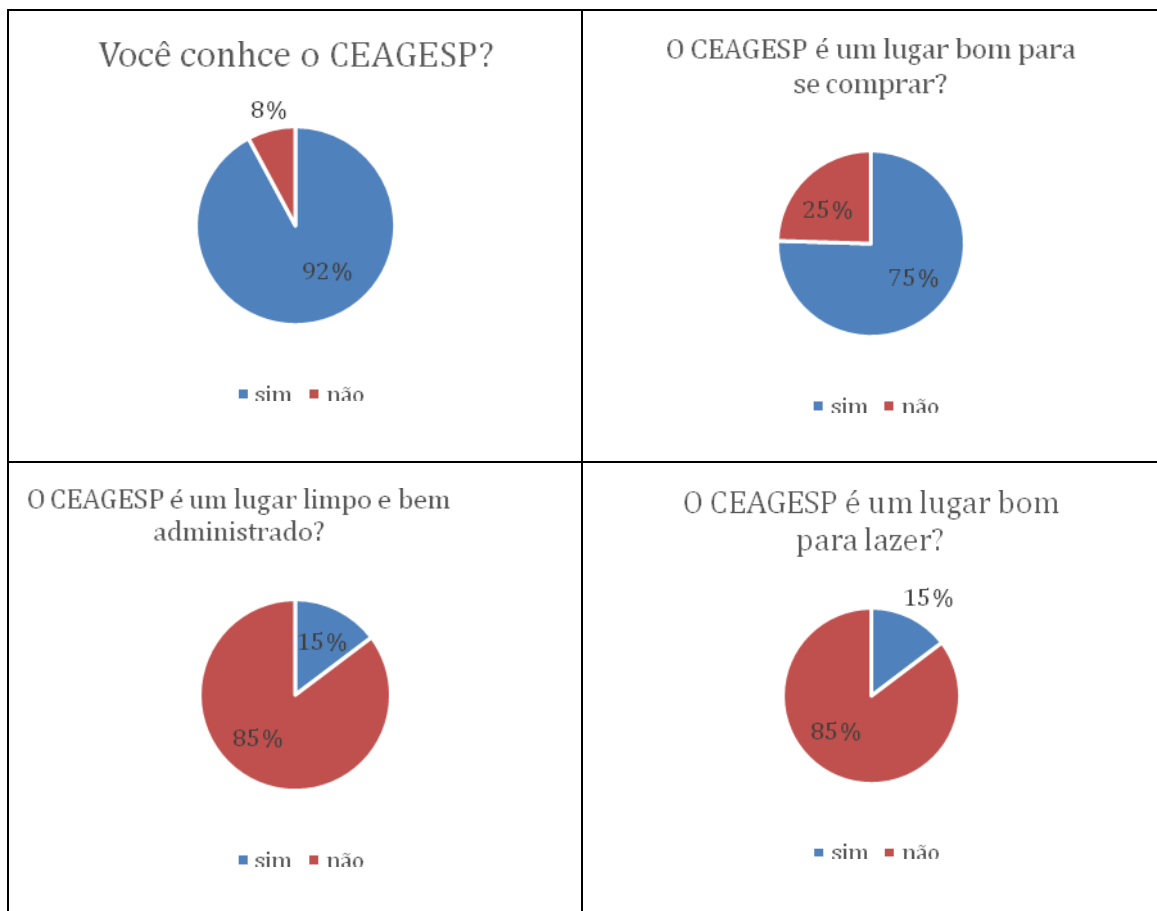 Você conhce o CEAGESP?
8%
92%
sim não
O CEAGESP é um lugar bom para
se comprar?
25%
75%
sim não
O CEAGESP é um lugar limpo e bem
administrado?
15%
85%
sim não
O CEAGESP é um lugar bom
para lazer?
15%
85%
sim não